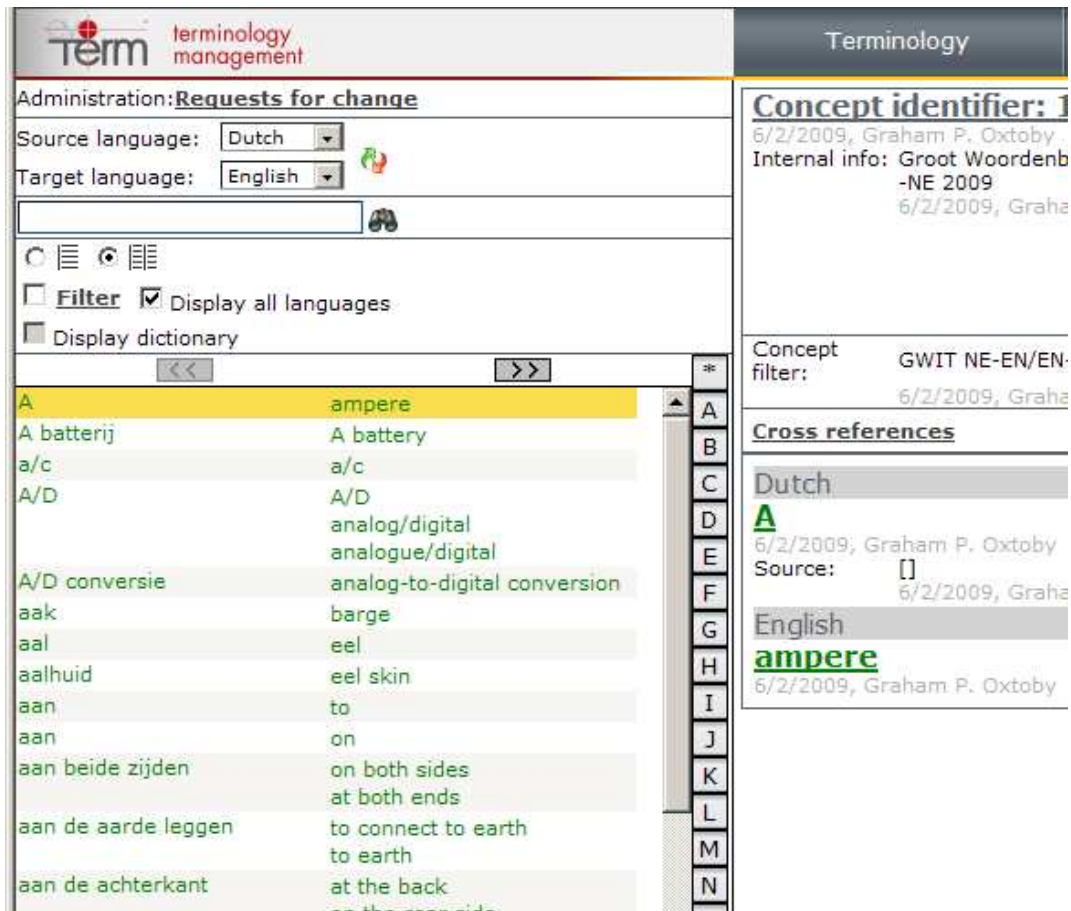 Term terminology
management
Terminology
Administration:Requests for change
Source language: Dutch
Target language: English
Filter Display all languages
Display dictionary
<< >> *
A ampere
A batterij A battery
a/c a/c
A/D A/D
analog/digital
analogue/digital
A/D conversie analog-to-digital conversion
aak barge
aal eel
aalhuid eel skin
aan to
aan on
aan beide zijden on both sides
at both ends
aan de aarde leggen to connect to earth
to earth
aan de achterkant at the back
A
B
C
D
E
F
G
H
I
J
K
L
M
N
Concept identifier: 1
6/2/2009, Graham P. Oxtoby
Internal info: Groot Woordenb
-NE 2009
6/2/2009, Graha
Concept
filter: GWIT NE-EN/EN-
6/2/2009, Graha
Cross references
Dutch
A
6/2/2009, Graham P. Oxtoby
Source: []
6/2/2009, Graha
English
ampere
6/2/2009, Graham P. Oxtoby